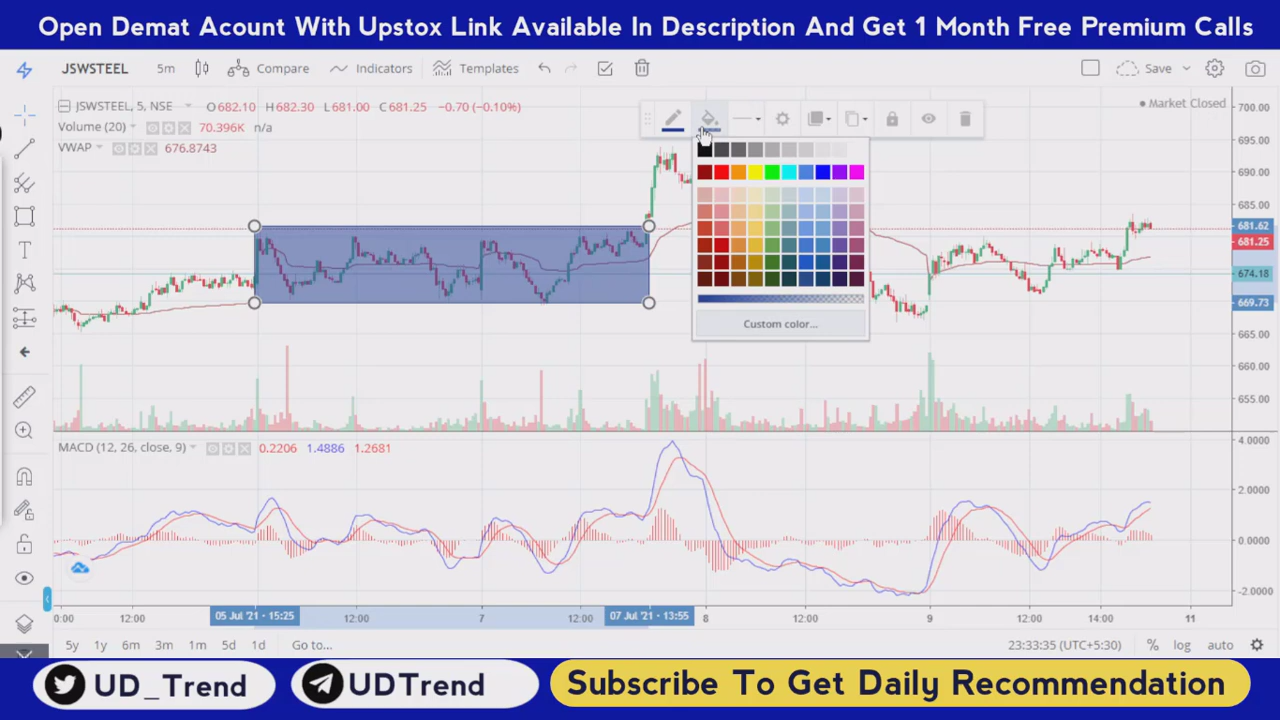 Open Demat Acount With Upstox Link Available In Description And Get 1 Month Free Premium Calls
JSWSTEEL 5m Compare Indicators Templates Save
JSWSTEEL, 5, NSE O682.10 H682.30 L681.00 C681.25 -0.70 (-0.10%) Market Closed
Volume (20) 70.396K n/a
VWAP 676.8743
700.00
695.00
690.00
685.00
681.62
681.25
674.18
669.73
665.00
660.00
655.00
Custom color...
MACD (12, 26, close, 9) 0.2206 1.4886 1.2681
4.0000
2.0000
0.0000
-2.0000
0:00 12:00 05 Jul '21 - 15:25 12:00 7 12:00 07 Jul '21 - 13:55 8 12:00 9 12:00 14:00 11
5y 1y 6m 3m 1m 5d 1d Go to... 23:33:35 (UTC+5:30) % log auto
UD_Trend UDTrend Subscribe To Get Daily Recommendation